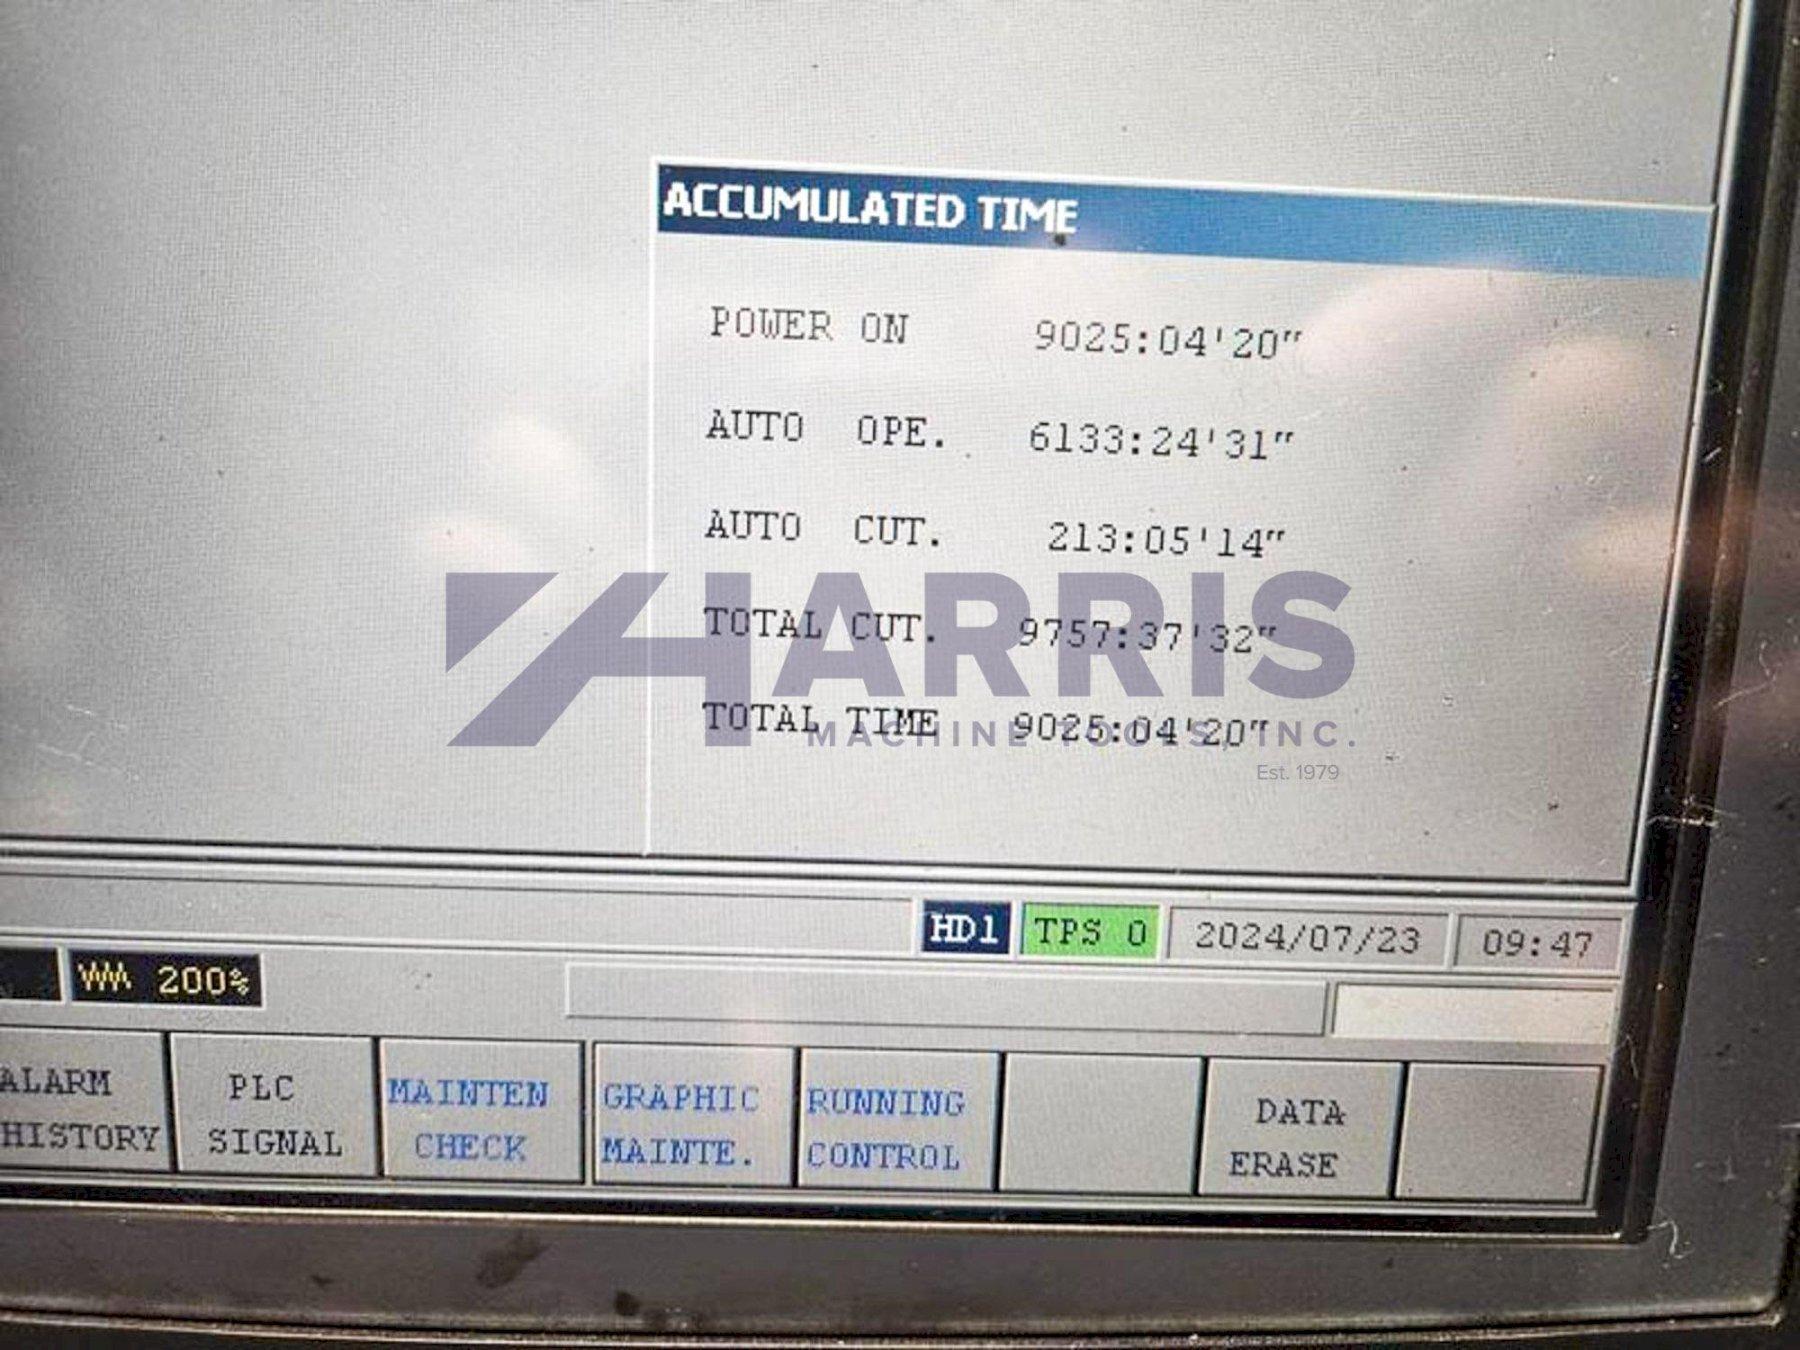 ACCUMULATED TIME
POWER ON 9025:04'20"
AUTO OPE. 6133:24'31"
AUTO CUT. 213:05'14"
TOTAL CUT. 9757:37'32"
TOTAL TIME 9025:04'20"
HARRIS
MACHINE TOOLS, INC.
Est. 1979
HD1 TPS 0 2024/07/23 09:47
200%
ALARM HISTORY
PLC SIGNAL
MAINTEN CHECK
GRAPHIC MAINTE.
RUNNING CONTROL
DATA ERASE